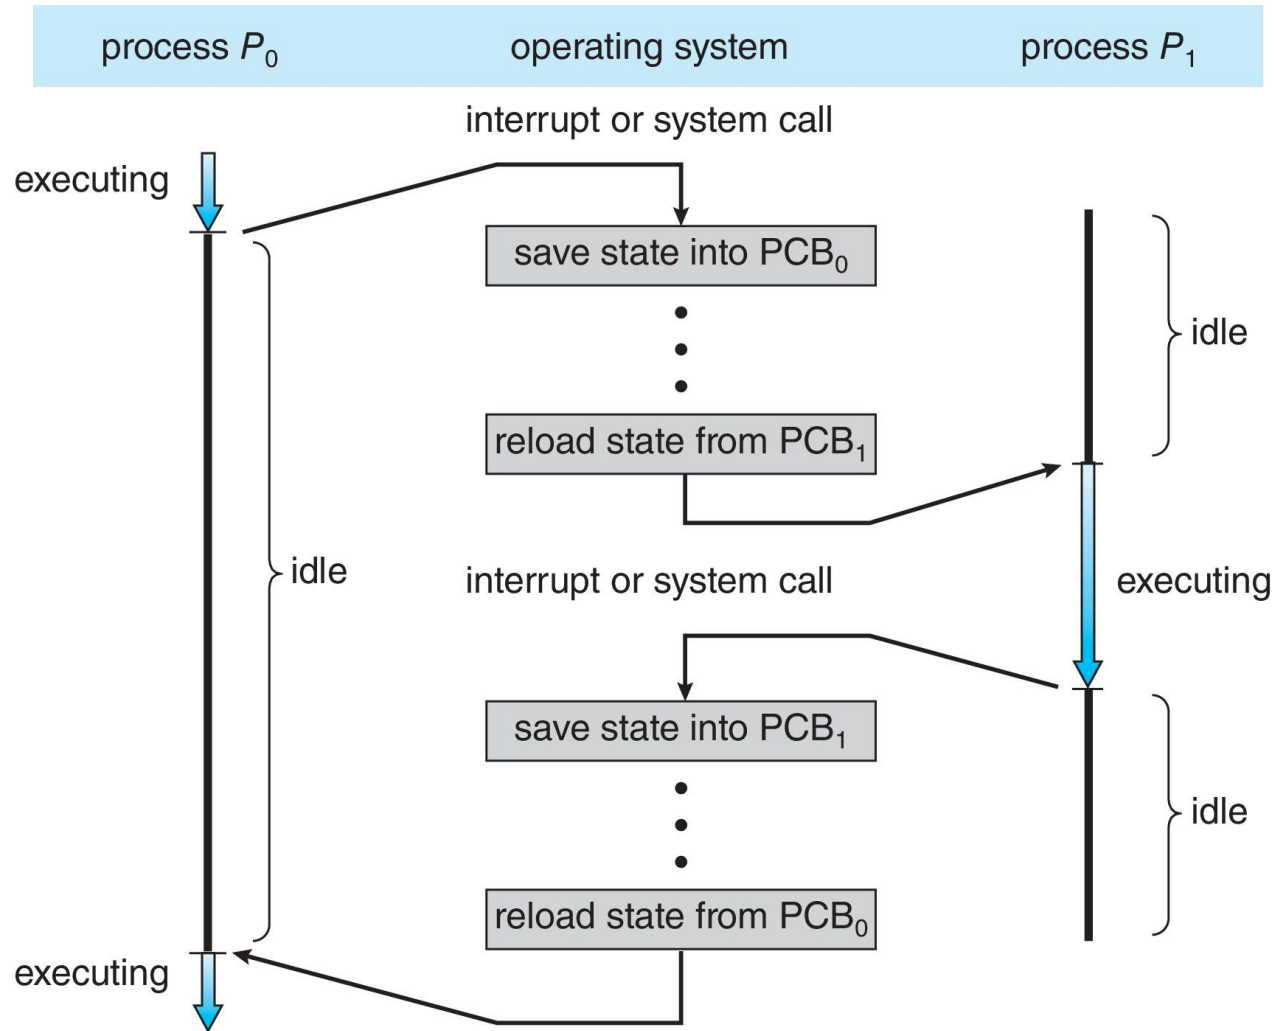 process P₀ operating system process P₁
interrupt or system call
executing
save state into PCB₀
idle
reload state from PCB₁
idle
interrupt or system call
executing
save state into PCB₁
idle
reload state from PCB₀
executing